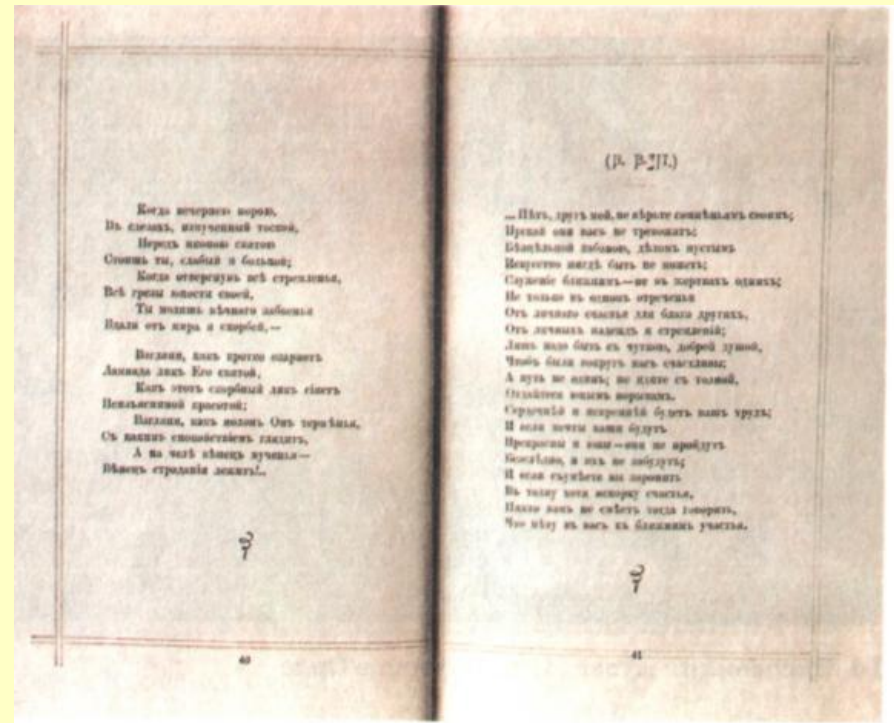 Когда вечернею порою,
Въ слезахъ, измученный тоской,
Передъ иконою святою
Стоишь ты, слабый и больной;
Когда отвергнувъ всѣ стремленья,
Всѣ грезы юности своей,
Ты молишь вѣчнаго забвенья
Вдали отъ мира и скорбей,—
Взгляни, какъ кротко озаряетъ
Лампада ликъ Его святой,
Какъ этотъ скорбный ликъ сіяетъ
Неизъяснимой красотой;
Взгляни, какъ полонъ Онъ терпѣнья,
Съ какимъ спокойствіемъ глядитъ,
А на челѣ вѣнецъ мученья—
Вѣнецъ страданія лежитъ!..
40
... Нѣтъ, другъ мой, не вѣрьте сомнѣньямъ своимъ;
Пускай они васъ не тревожатъ;
Безцѣльной забавою, дѣломъ пустымъ
Искусство нигдѣ быть не можетъ;
Служеніе ближнимъ—не въ жертвахъ однихъ;
Не только въ одномъ отреченьи
Отъ личнаго счастья для блага другихъ,
Отъ личныхъ надеждъ и стремленій;
Лишь надо быть съ чуткою, доброй душой,
Чтобъ были вокругъ васъ счастливы;
А путь не одинъ; не идите съ толпой,
Отдайтеся вашимъ порывамъ.
Сердечнѣй и искреннѣй будетъ вашъ трудъ;
И если мечты ваши будутъ
Прекрасны и юны—они не пройдутъ
Безслѣдно, и ихъ не забудутъ;
И если съумѣете вы заронить
Въ толпу хоть искорку счастья,
Никто вамъ не смѣетъ тогда говорить,
Что нѣту въ васъ къ ближнимъ участья.
41